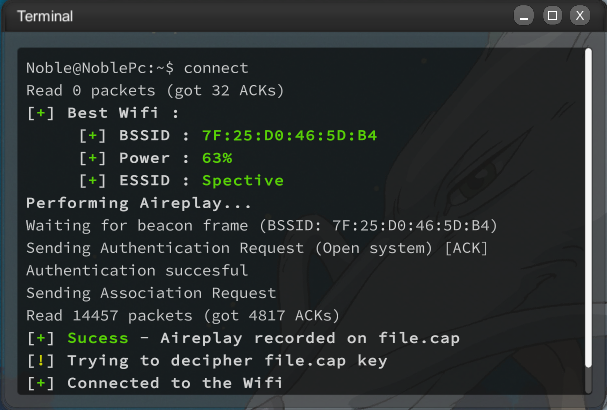 Terminal
Noble@NoblePc:~$ connect
Read 0 packets (got 32 ACKs)
[+] Best Wifi :
[+] BSSID : 7F:25:D0:46:5D:B4
[+] Power : 63%
[+] ESSID : Spective
Performing Aireplay...
Waiting for beacon frame (BSSID: 7F:25:D0:46:5D:B4)
Sending Authentication Request (Open system) [ACK]
Authentication succesful
Sending Association Request
Read 14457 packets (got 4817 ACKs)
[+] Sucess - Aireplay recorded on file.cap
[!] Trying to decipher file.cap key
[+] Connected to the Wifi